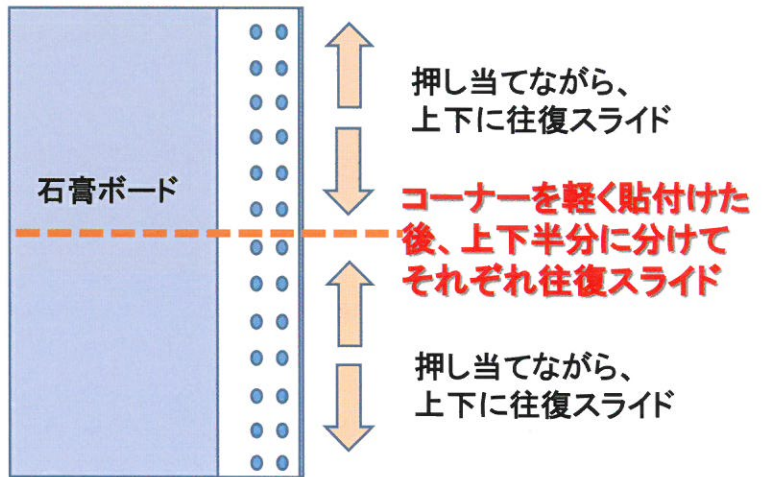 押し当てながら、
上下に往復スライド
石膏ボード
コーナーを軽く貼付けた
後、上下半分に分けて
それぞれ往復スライド
押し当てながら、
上下に往復スライド